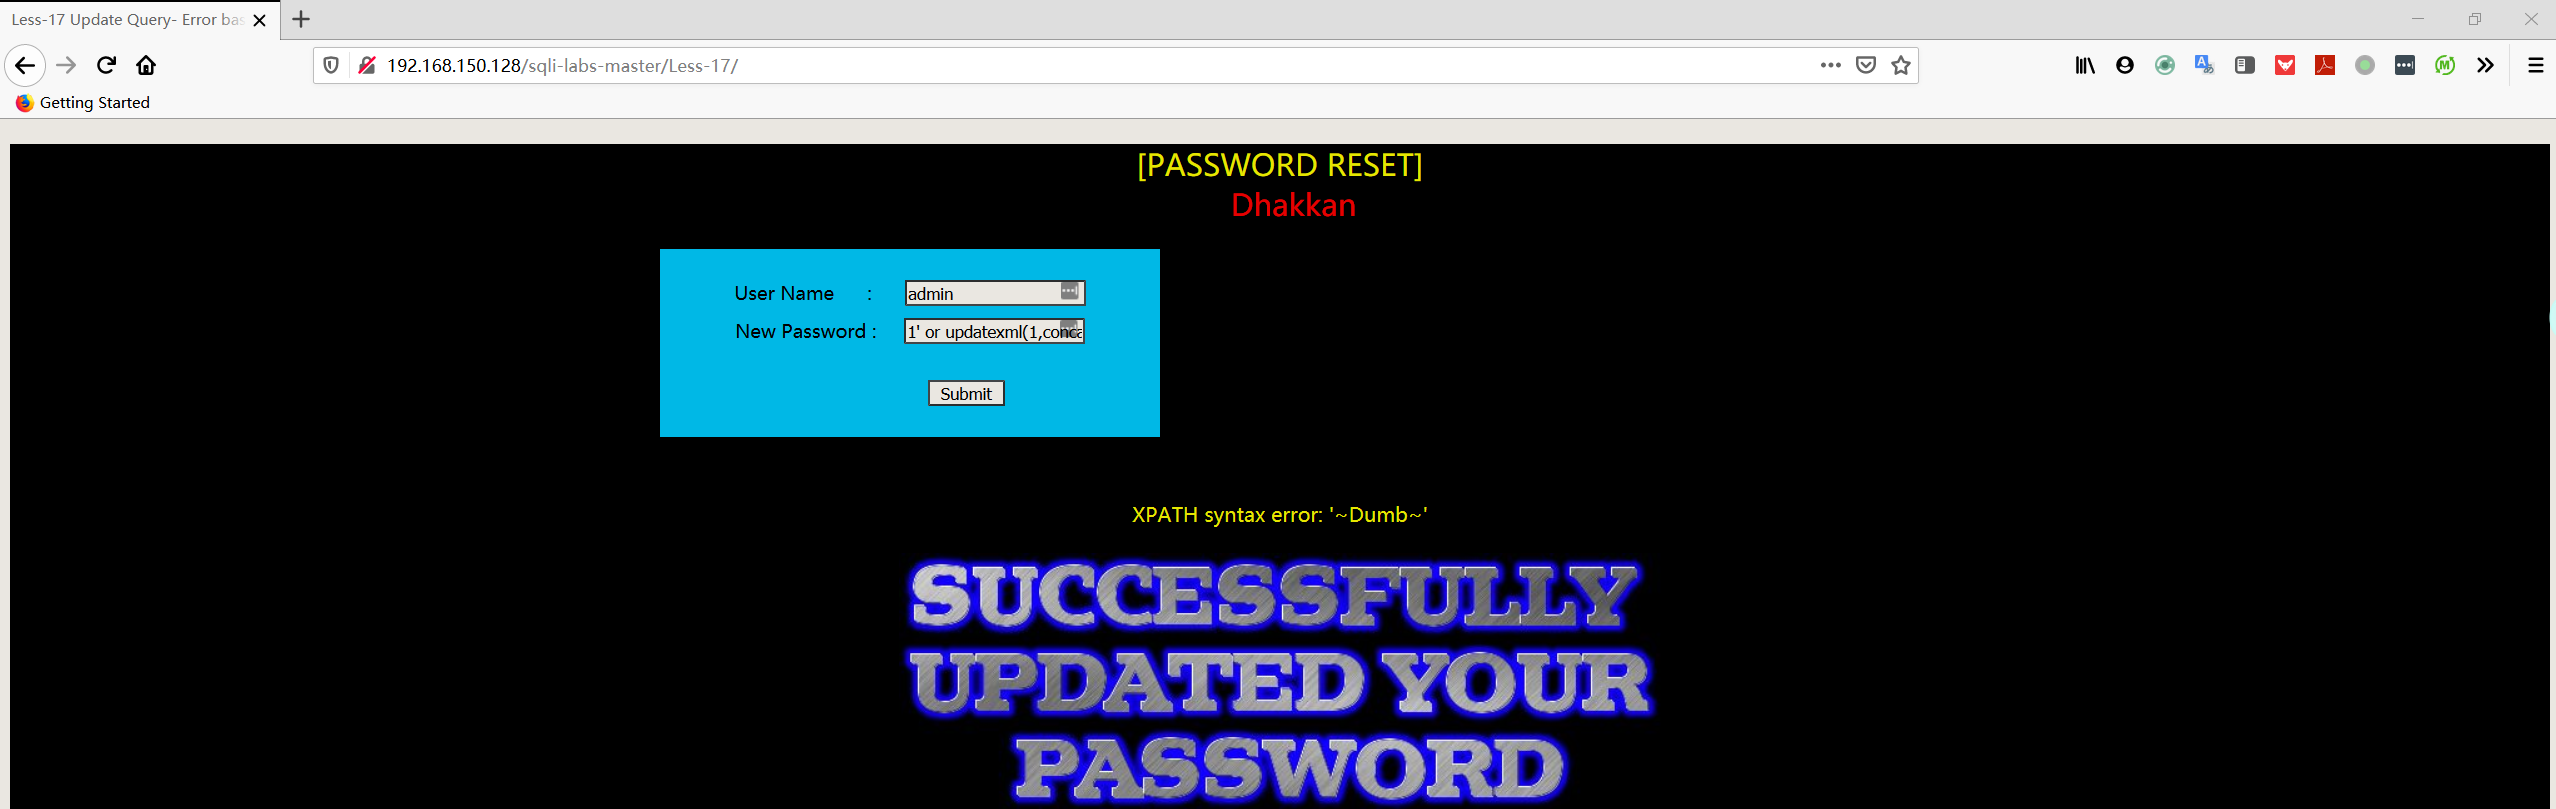 Less-17 Update Query- Error bas
192.168.150.128/sqli-labs-master/Less-17/
Getting Started
[PASSWORD RESET]
Dhakkan
User Name : admin
New Password : 1' or updatexml(1,conca
Submit
XPATH syntax error: '~Dumb~'
SUCCESSFULLY
UPDATED YOUR
PASSWORD